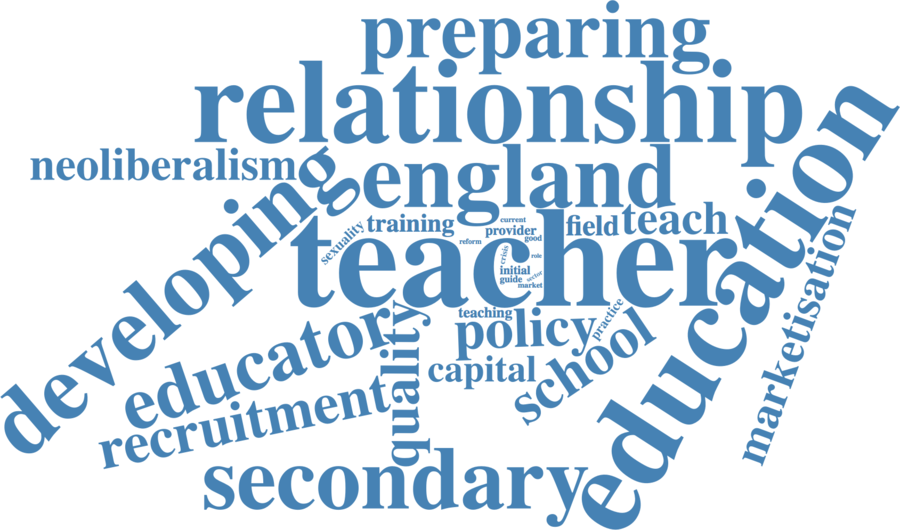 preparing
relationship
neoliberalism
england
developing
education
training
current
provider
good
field
teach
sexuality
reform
teacher
crisis
role
initial
guide
sector
market
marketisation
teaching
policy
practice
educator
quality
capital
school
recruitment
secondary